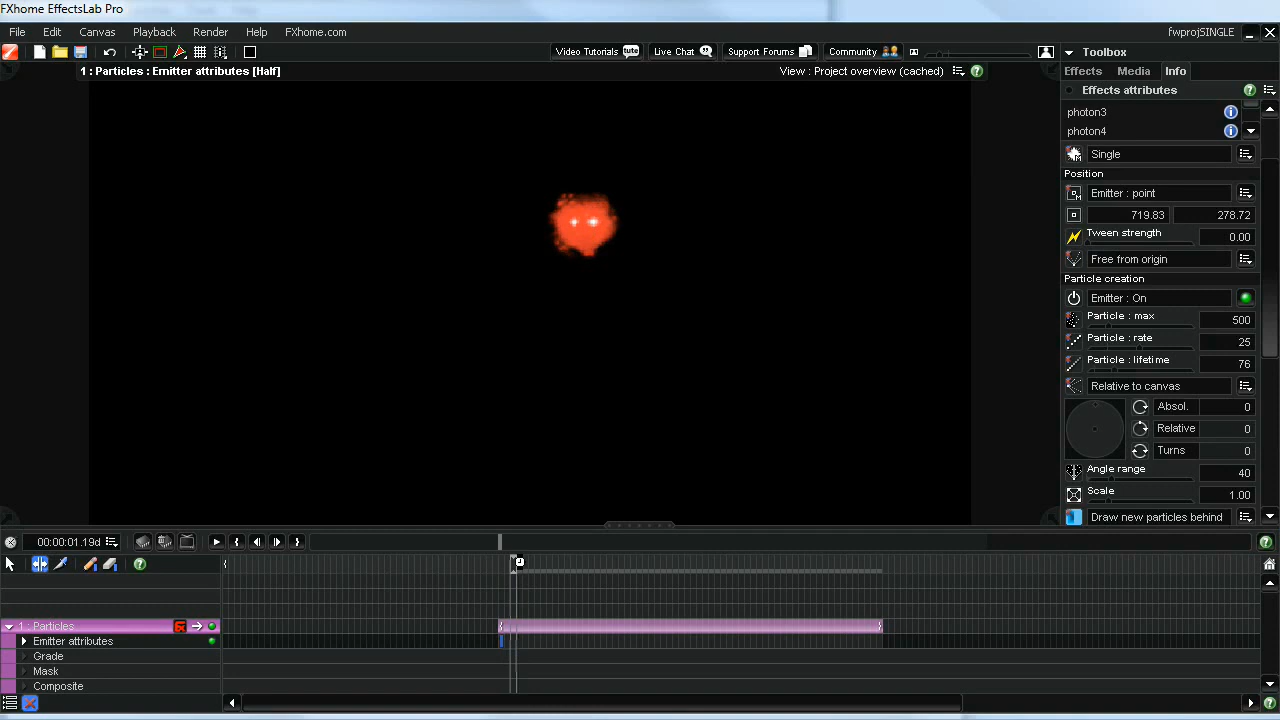 FXhome EffectsLab Pro
File Edit Canvas Playback Render Help FXhome.com
fwprojSINGLE
Video Tutorials tute Live Chat Support Forums Community
Toolbox
1 : Particles : Emitter attributes [Half]
View : Project overview (cached)
Effects Media Info
Effects attributes
photon3
photon4
Single
Position
Emitter : point
719.83 278.72
Tween strength 0.00
Free from origin
Particle creation
Emitter : On
Particle : max 500
Particle : rate 25
Particle : lifetime 76
Relative to canvas
Absol. 0
Relative 0
Turns 0
Angle range 40
Scale 1.00
Draw new particles behind
00:00:01.19d
1 : Particles
Emitter attributes
Grade
Mask
Composite